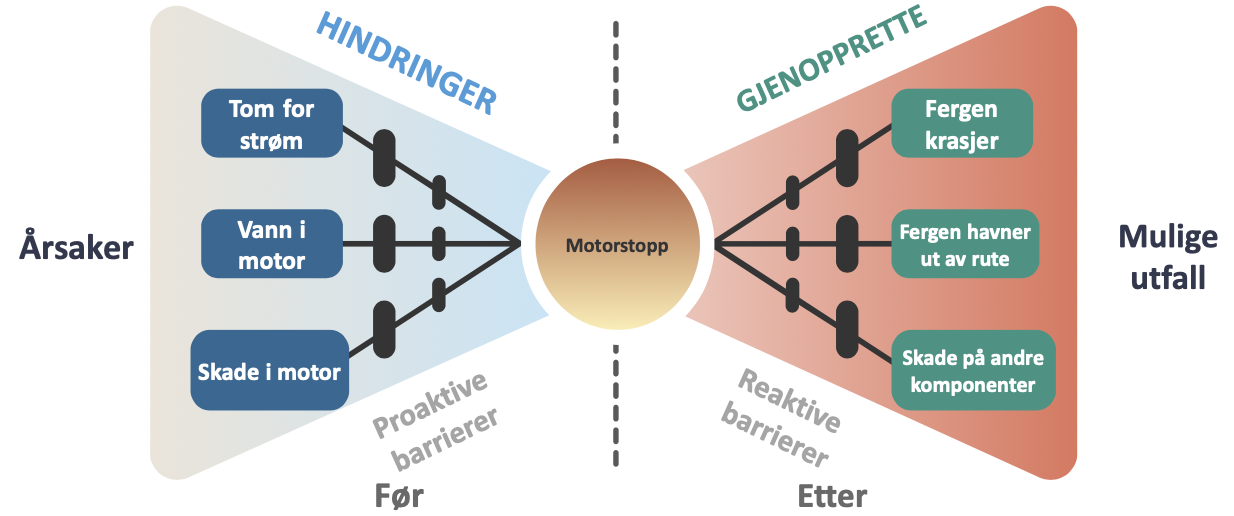 HINDRINGER
GJENOPPRETTE
Tom for
strøm
Fergen
krasjer
Årsaker
Vann i
motor
Motorstopp
Fergen havner
ut av rute
Mulige
utfall
Skade i motor
Skade på andre
komponenter
Proaktive
barrierer
Reaktive
barrierer
Før
Etter